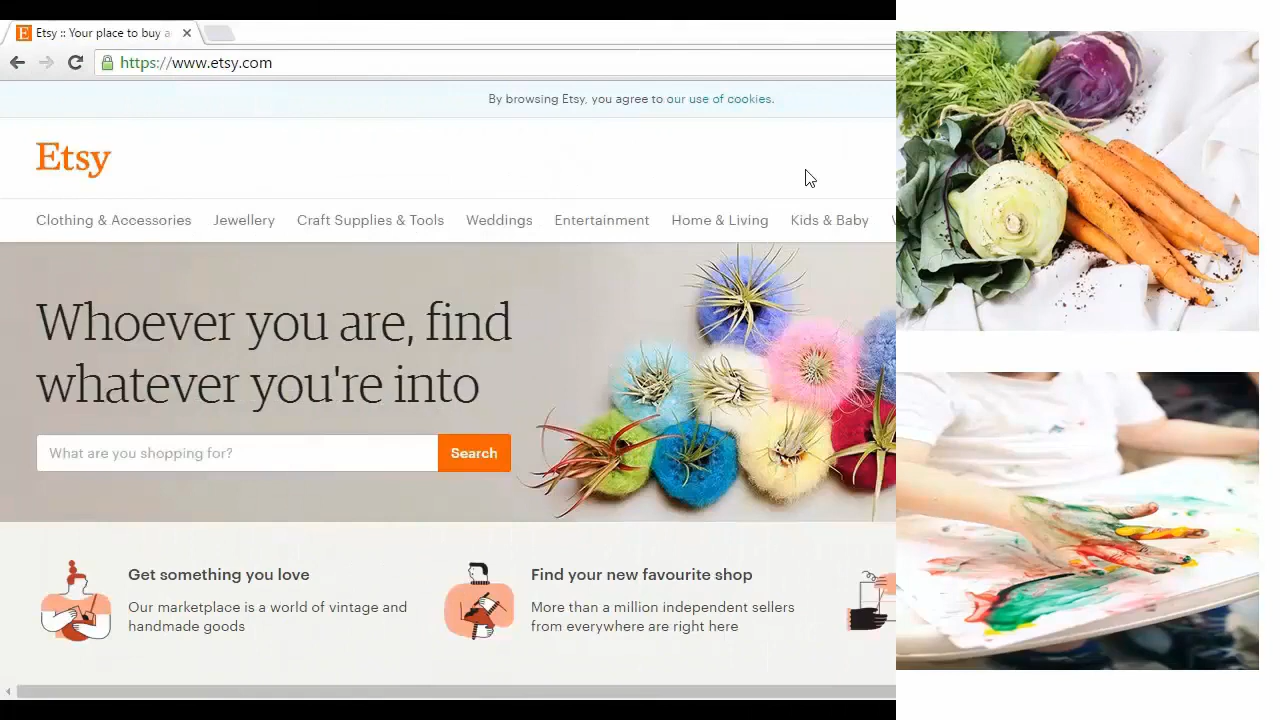 Etsy :: Your place to buy a
https://www.etsy.com
By browsing Etsy, you agree to our use of cookies.
Etsy
Clothing & Accessories Jewellery Craft Supplies & Tools Weddings Entertainment Home & Living Kids & Baby
Whoever you are, find
whatever you're into
What are you shopping for? Search
Get something you love
Our marketplace is a world of vintage and
handmade goods
Find your new favourite shop
More than a million independent sellers
from everywhere are right here